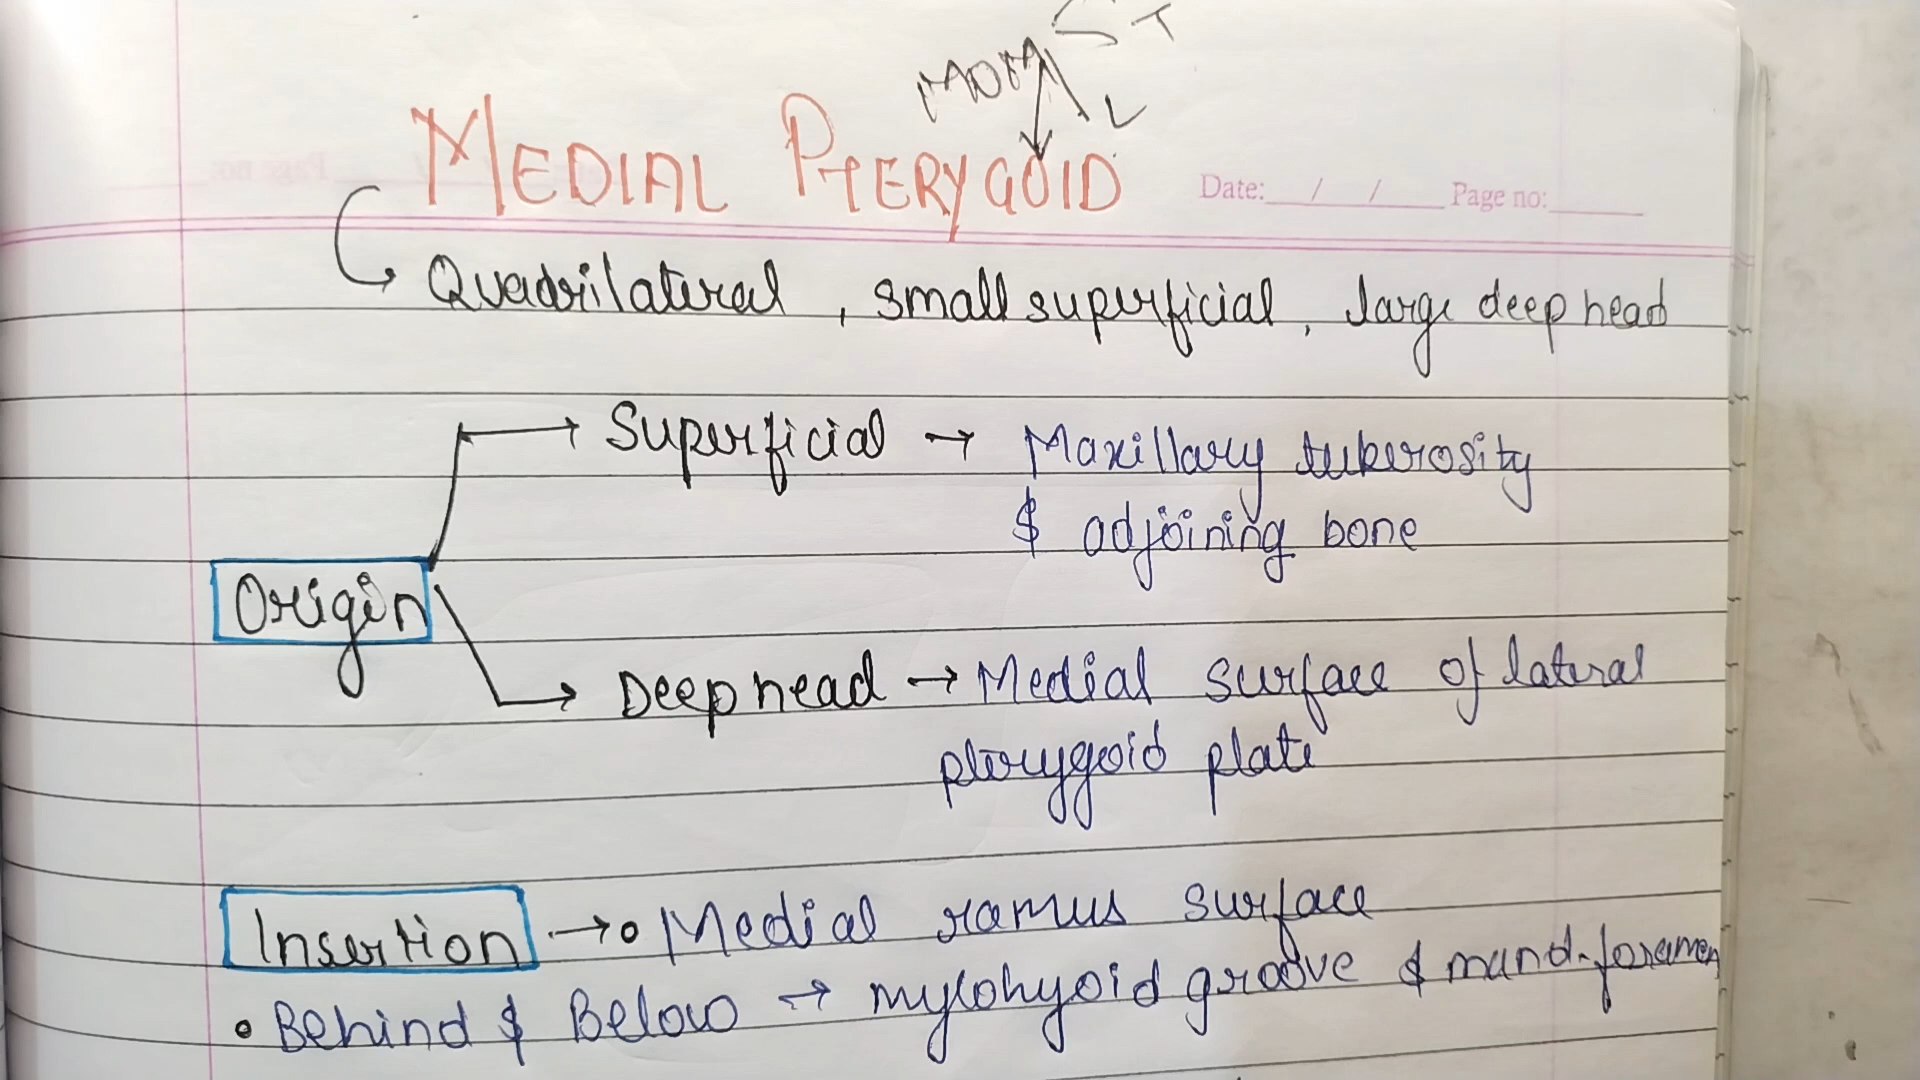 MOM
MEDIAL PTERYGOID
Date: / / Page no:
Quadrilateral, small superficial, large deep head
Superficial → Maxillary tuberosity
& adjoining bone
Origin
Deep head → Medial surface of lateral
pterygoid plate
Insertion → • Medial ramus surface
• Behind & Below → mylohyoid groove & mand. foramen